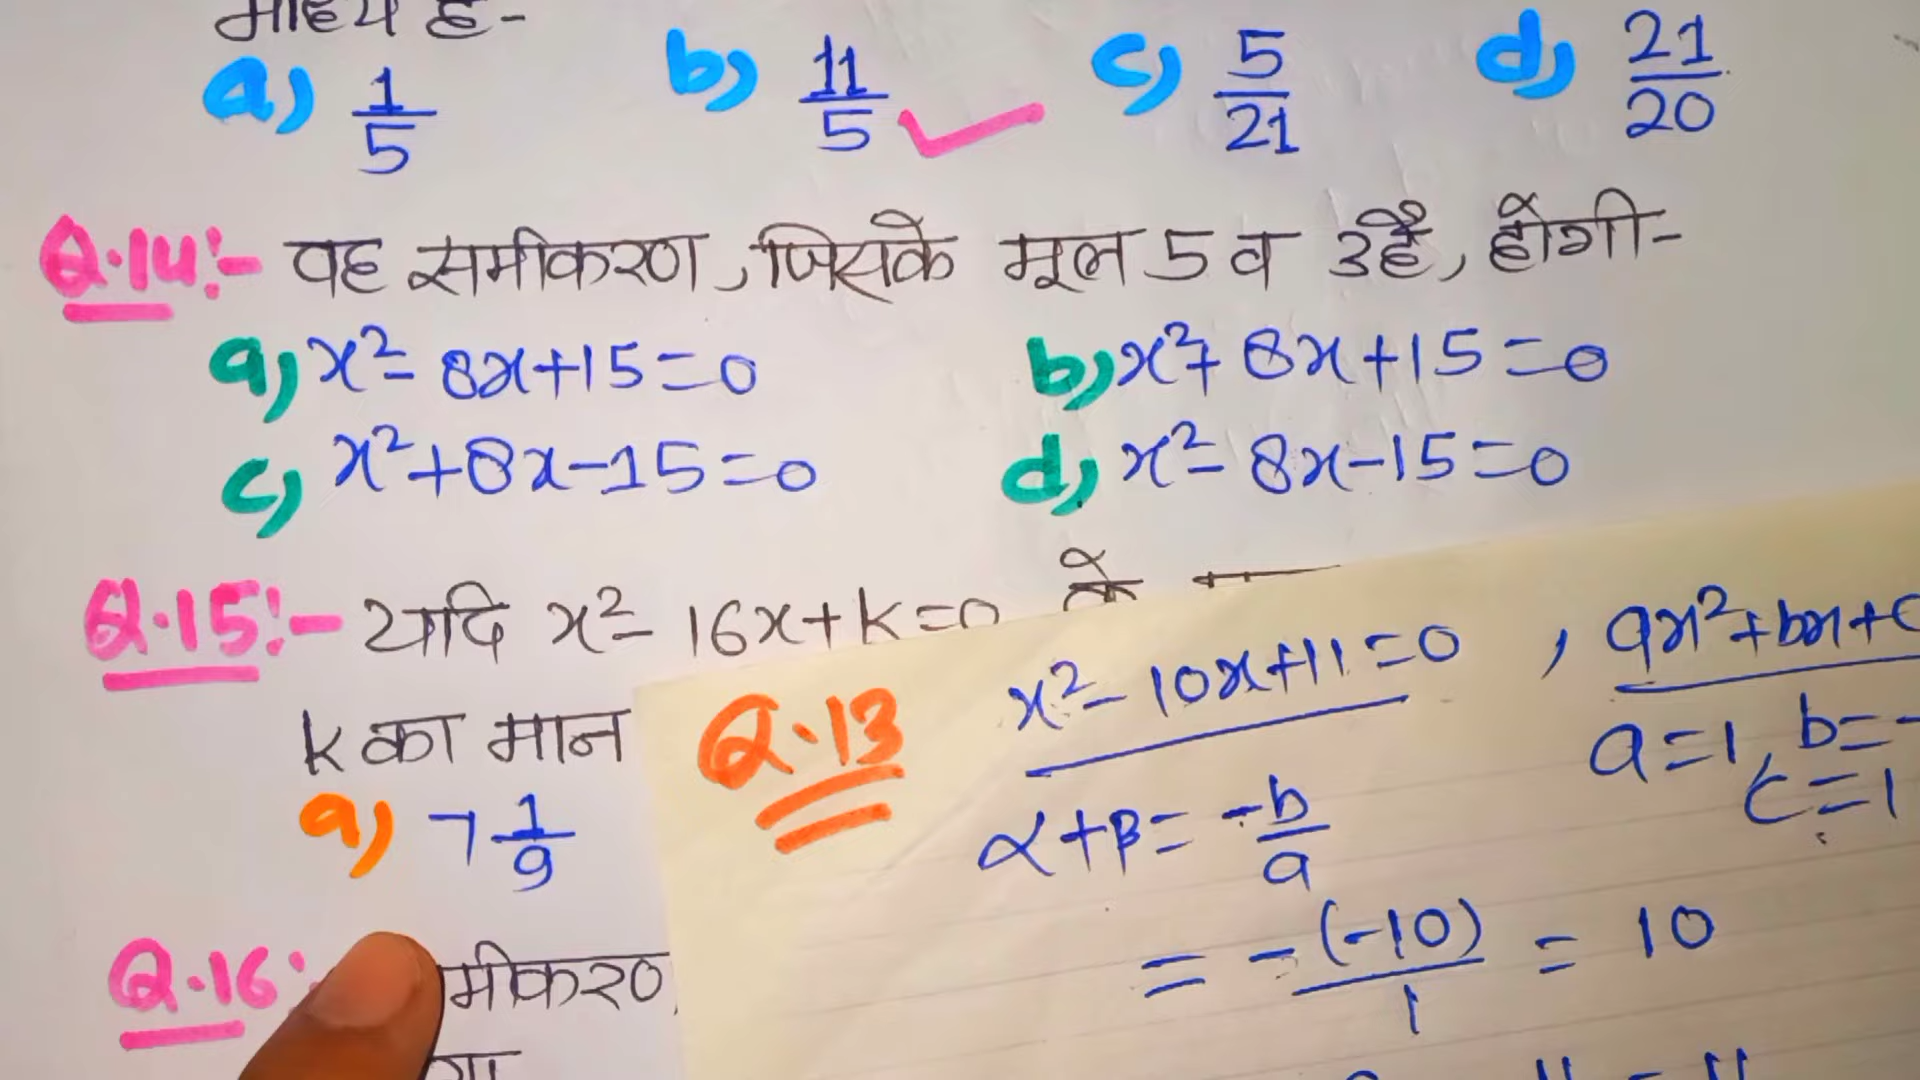 माध्य है-
a) 1/5 b) 11/5 ✓ c) 5/21 d) 21/20
Q.14:- वह समीकरण, जिसके मूल 5 व 3 है, होगी-
a) x²- 8x+15=0 b) x²+ 8x+15=0
c) x²+8x-15=0 d) x²- 8x-15=0
Q.15:- यदि x²- 16x+k=0 के
k का मान
a) 7 1/9
Q.16:
Q.13 x²-10x+11=0 , ax²+bx+c
a=1, b=-
c=1
α+β= -b/a
= -(-10)/1 = 10